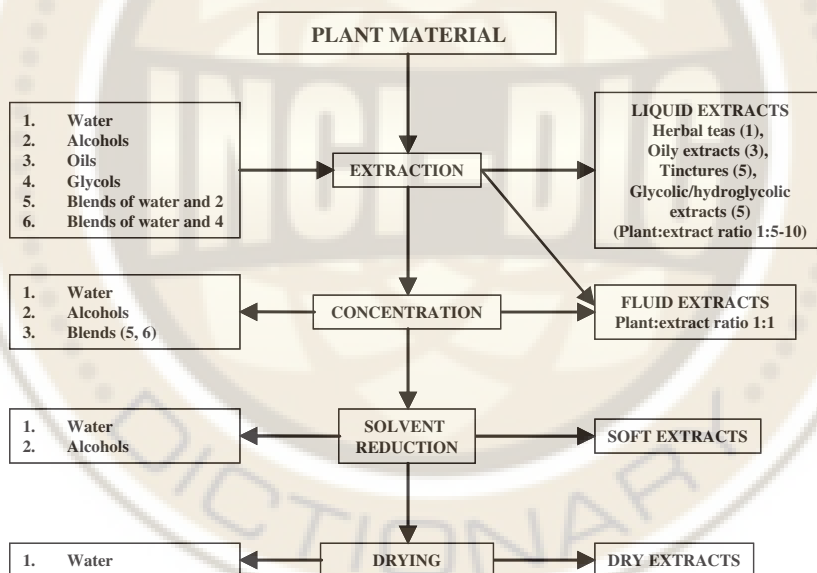 PLANT MATERIAL
1. Water
2. Alcohols
3. Oils
4. Glycols
5. Blends of water and 2
6. Blends of water and 4
EXTRACTION
LIQUID EXTRACTS
Herbal teas (1),
Oily extracts (3),
Tinctures (5),
Glycolic/hydroglycolic
extracts (5)
(Plant:extract ratio 1:5-10)
1. Water
2. Alcohols
3. Blends (5, 6)
CONCENTRATION
FLUID EXTRACTS
Plant:extract ratio 1:1
1. Water
2. Alcohols
SOLVENT
REDUCTION
SOFT EXTRACTS
1. Water
DRYING
DRY EXTRACTS
INCI - DIC
DICTIONARY